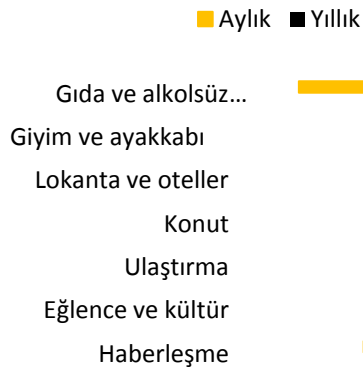 Aylık Yıllık
Gıda ve alkolsüz...
Giyim ve ayakkabı
Lokanta ve oteller
Konut
Ulaştırma
Eğlence ve kültür
Haberleşme